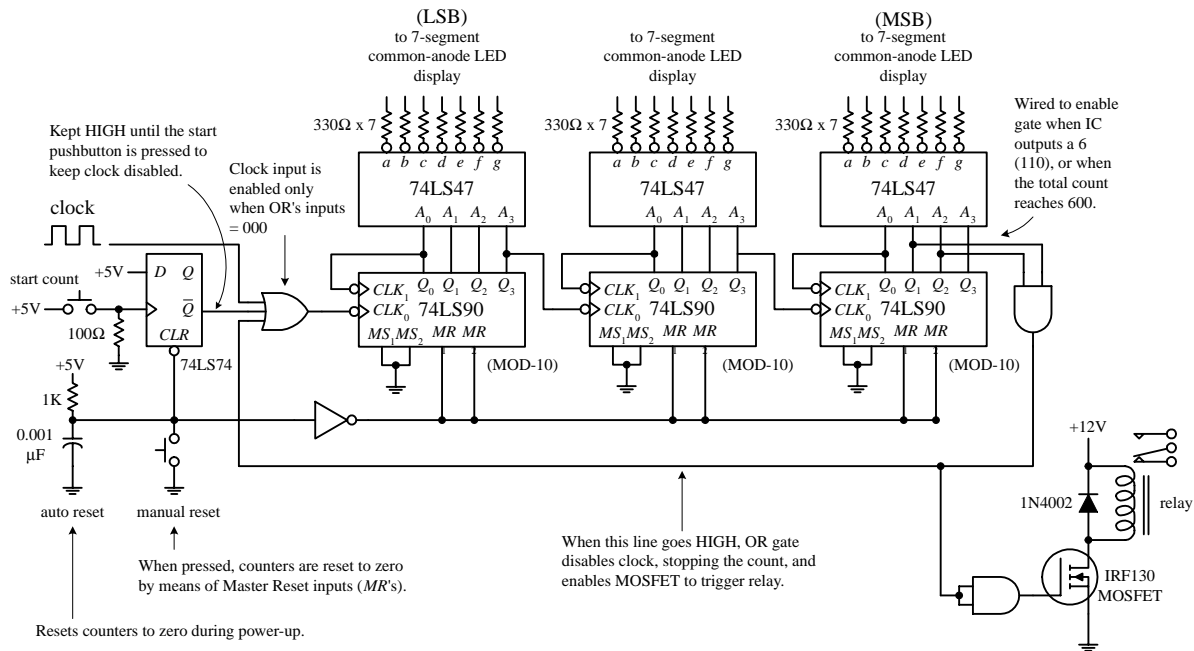 (LSB)
to 7-segment
common-anode LED
display
to 7-segment
common-anode LED
display
(MSB)
to 7-segment
common-anode LED
display
Kept HIGH until the start
pushbutton is pressed to
keep clock disabled.
Clock input is
enabled only
when OR's inputs
= 000
330Ω x 7
330Ω x 7
330Ω x 7
Wired to enable
gate when IC
outputs a 6
(110), or when
the total count
reaches 600.
a b c d e f g
74LS47
A0 A1 A2 A3
a b c d e f g
74LS47
A0 A1 A2 A3
a b c d e f g
74LS47
A0 A1 A2 A3
clock
start count
+5V
+5V
D Q
Q̅
CLR
74LS74
100Ω
Q0 Q1 Q2 Q3
CLK1
74LS90
CLK0
MS1 MS2 MR1 MR2
(MOD-10)
Q0 Q1 Q2 Q3
CLK1
74LS90
CLK0
MS1 MS2 MR1 MR2
(MOD-10)
Q0 Q1 Q2 Q3
CLK1
74LS90
CLK0
MS1 MS2 MR1 MR2
(MOD-10)
+5V
1K
0.001
µF
auto reset
manual reset
When pressed, counters are reset to zero
by means of Master Reset inputs (MR's).
Resets counters to zero during power-up.
When this line goes HIGH, OR gate
disables clock, stopping the count, and
enables MOSFET to trigger relay.
+12V
1N4002
relay
IRF130
MOSFET